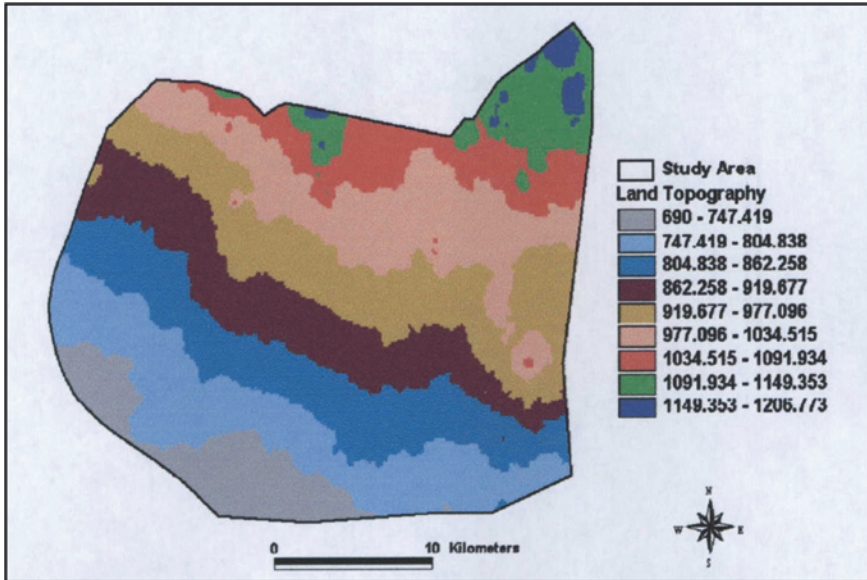 Study Area
Land Topography
690 - 747.419
747.419 - 804.838
804.838 - 862.258
862.258 - 919.677
919.677 - 977.096
977.096 - 1034.515
1034.515 - 1091.934
1091.934 - 1149.353
1149.353 - 1206.773
N
W E
S
0 10 Kilometers